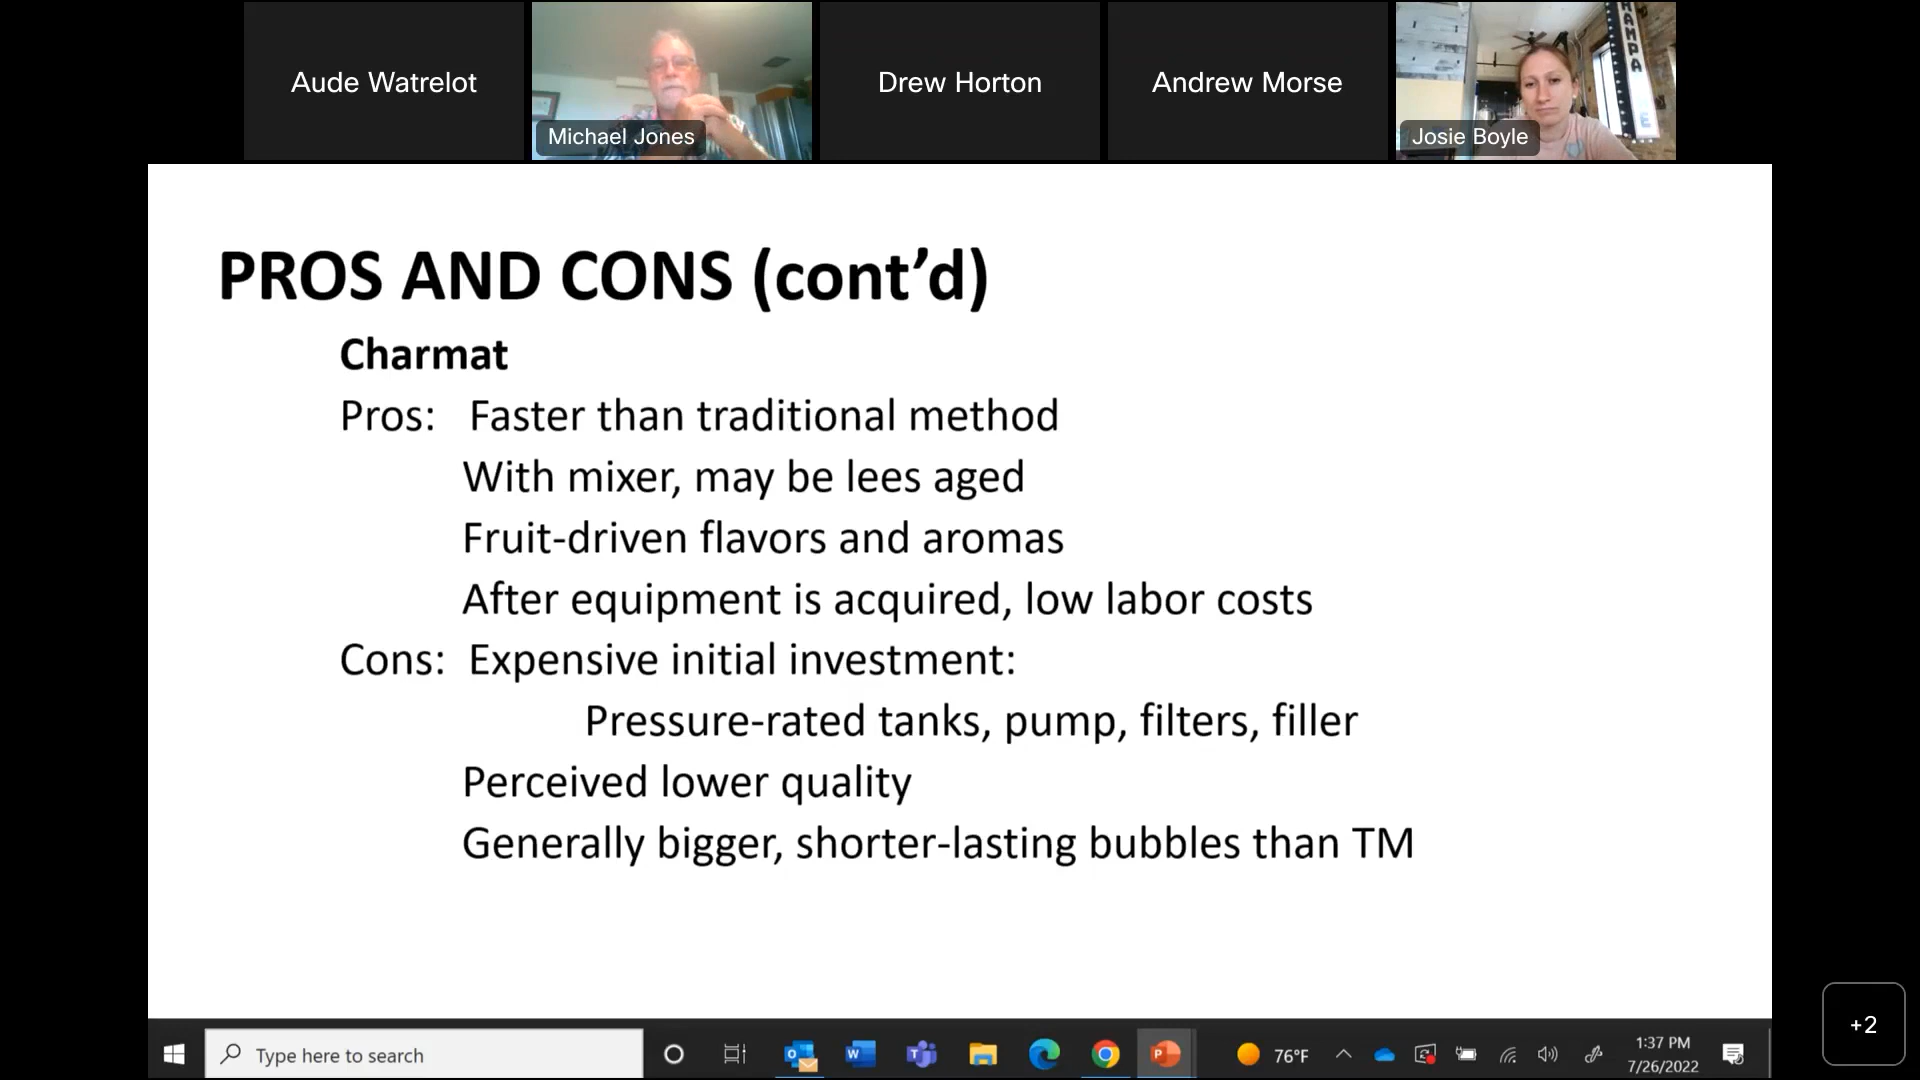 Aude Watrelot
Michael Jones
Drew Horton
Andrew Morse
Josie Boyle
HAMPA
PROS AND CONS (cont’d)
Charmat
Pros: Faster than traditional method
With mixer, may be lees aged
Fruit-driven flavors and aromas
After equipment is acquired, low labor costs
Cons: Expensive initial investment:
Pressure-rated tanks, pump, filters, filler
Perceived lower quality
Generally bigger, shorter-lasting bubbles than TM
+2
Type here to search
76°F
1:37 PM
7/26/2022